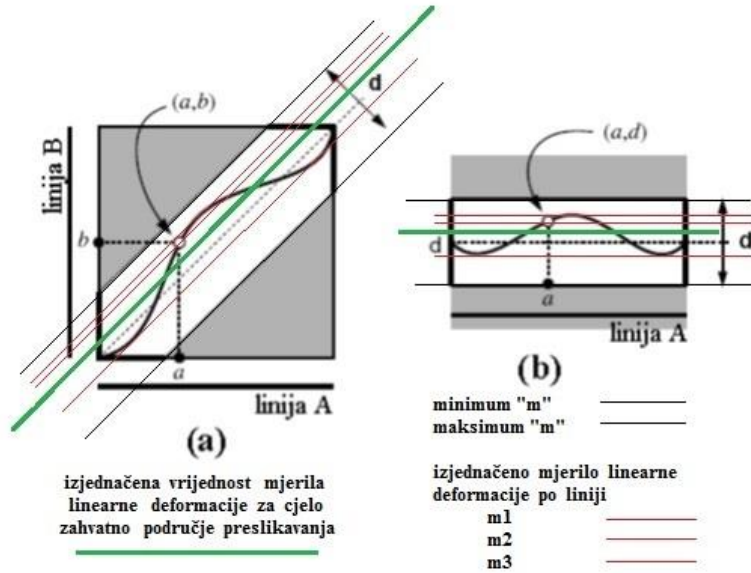 (a,b)
d
linija B
b
a
linija A
(a)
izjednačena vrijednost mjerila
linearne deformacije za cjelo
zahvatno područje preslikavanja
(a,d)
d
d
a
linija A
(b)
minimum "m"
maksimum "m"
izjednačeno mjerilo linearne
deformacije po liniji
m1
m2
m3